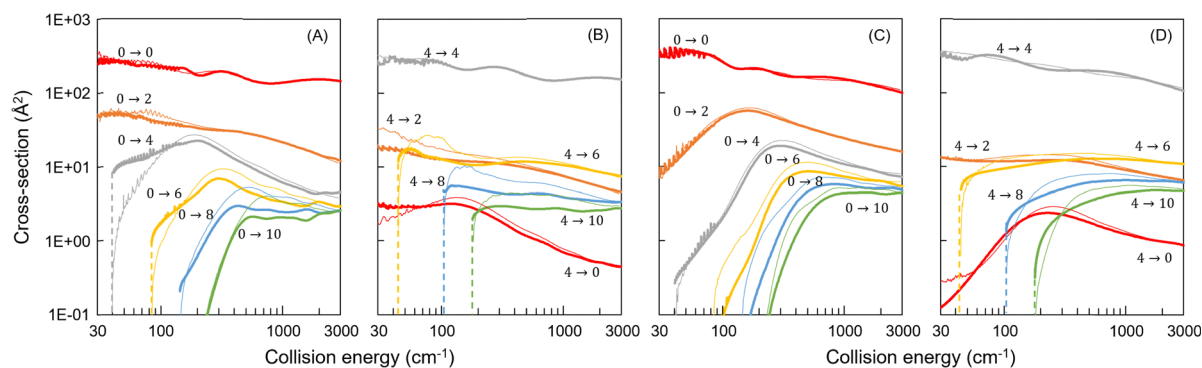 1E+03
1E+02
1E+01
1E+00
1E-01
Cross-section (Å²)
(A)
0 → 0
0 → 2
0 → 4
0 → 6
0 → 8
0 → 10
30 100 1000 3000
(B)
4 → 4
4 → 2
4 → 6
4 → 8
4 → 10
4 → 0
30 100 1000 3000
Collision energy (cm⁻¹)
(C)
0 → 0
0 → 2
0 → 4
0 → 6
0 → 8
0 → 10
30 100 1000 3000
(D)
4 → 4
4 → 2
4 → 6
4 → 8
4 → 10
4 → 0
30 100 1000 3000
Collision energy (cm⁻¹)